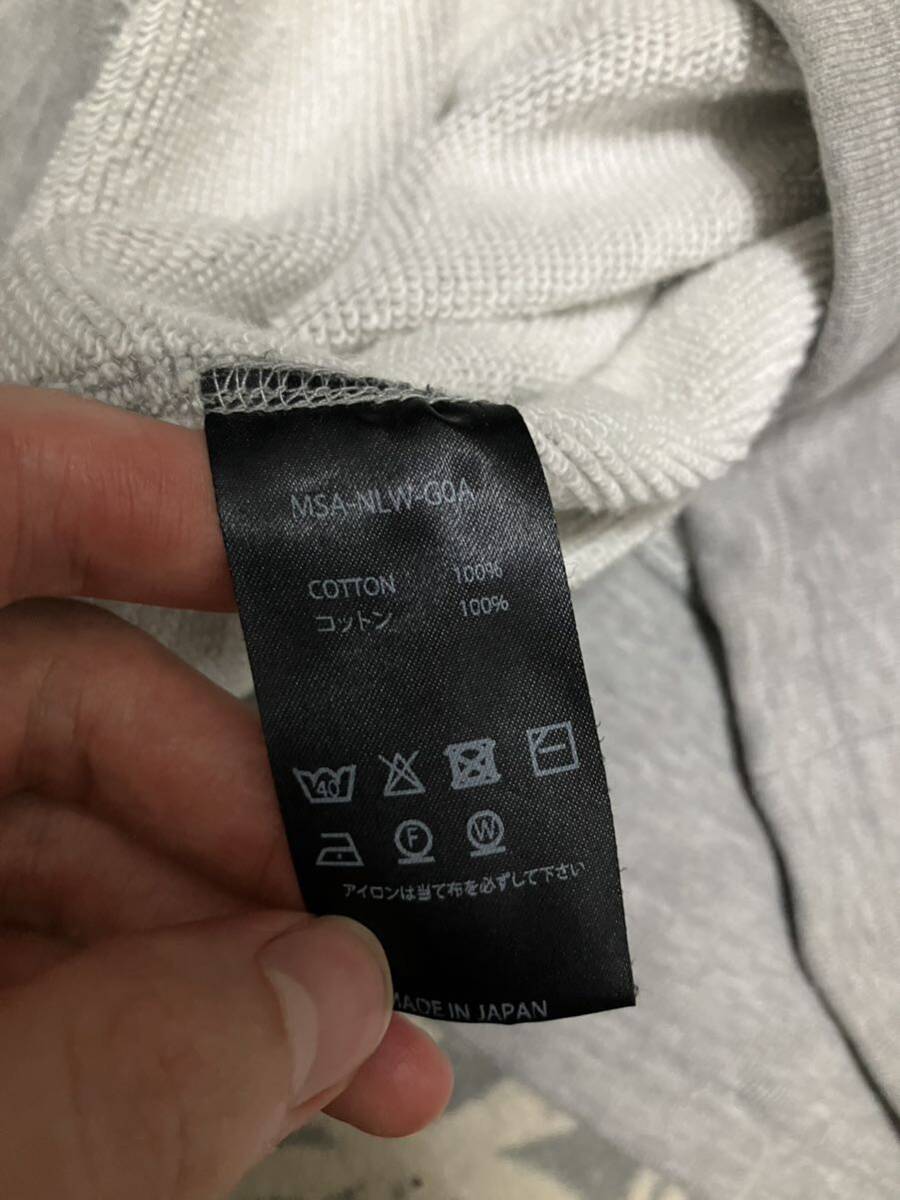 MSA-NLW-G0A
COTTON 100%
コットン 100%
40
F W
アイロンは当て布を必ずして下さい
MADE IN JAPAN